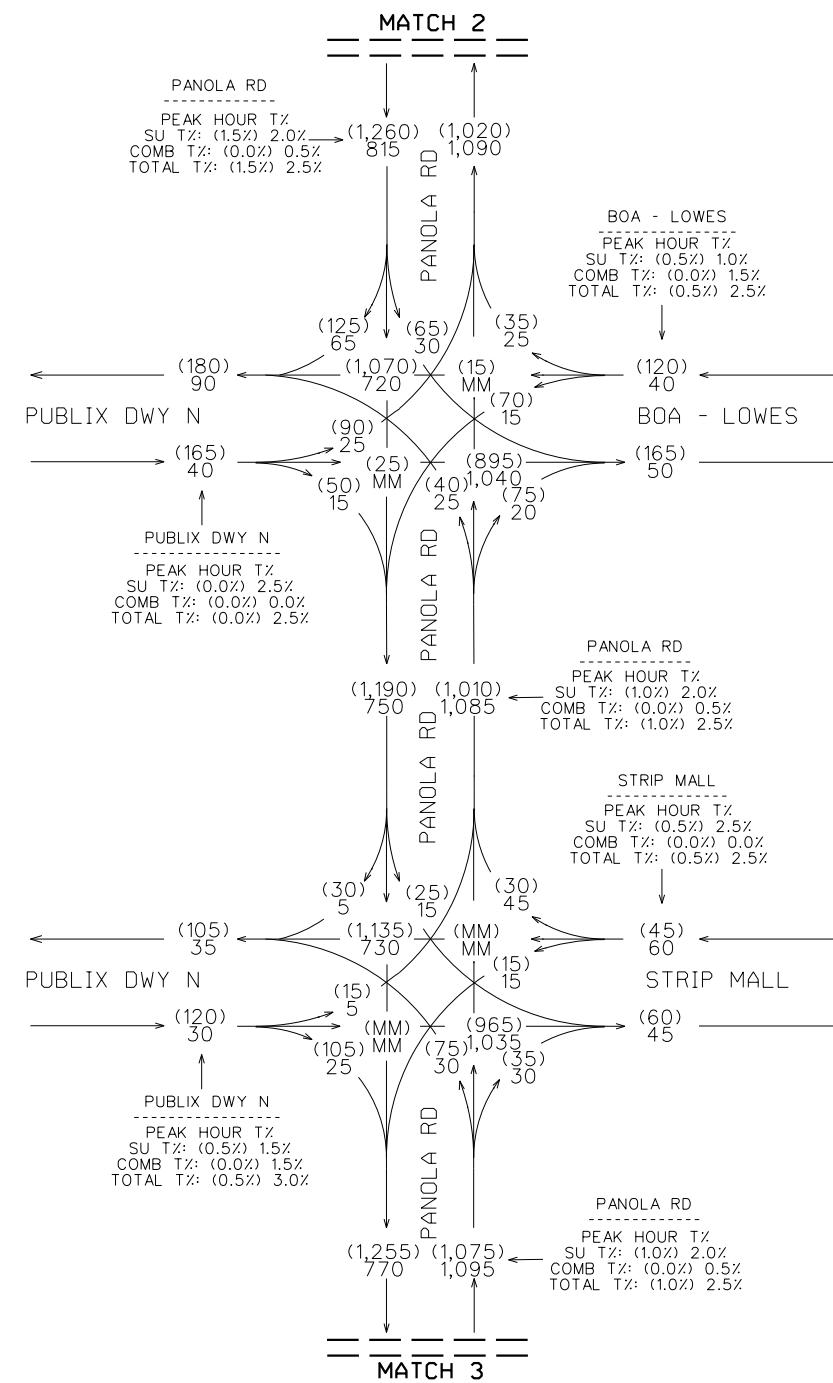 MATCH 2
PANOLA RD
PEAK HOUR T%
SU T%: (1.5%) 2.0%
COMB T%: (0.0%) 0.5%
TOTAL T%: (1.5%) 2.5%
(1,260)
815
PANOLA RD
(1,020)
1,090
BOA - LOWES
PEAK HOUR T%
SU T%: (0.5%) 1.0%
COMB T%: (0.0%) 1.5%
TOTAL T%: (0.5%) 2.5%
(125)
65
(65)
30
(35)
25
(180)
90
(1,070)
720
(15)
MM
(120)
40
(70)
15
PUBLIX DWY N
BOA - LOWES
(90)
25
(165)
40
(25)
MM
(895)
1,040
(165)
50
(50)
15
(40)
25
(75)
20
PUBLIX DWY N
PEAK HOUR T%
SU T%: (0.0%) 2.5%
COMB T%: (0.0%) 0.0%
TOTAL T%: (0.0%) 2.5%
PANOLA RD
PANOLA RD
PEAK HOUR T%
SU T%: (1.0%) 2.0%
COMB T%: (0.0%) 0.5%
TOTAL T%: (1.0%) 2.5%
(1,190)
750
(1,010)
1,085
PANOLA RD
STRIP MALL
PEAK HOUR T%
SU T%: (0.5%) 2.5%
COMB T%: (0.0%) 0.0%
TOTAL T%: (0.5%) 2.5%
(30)
5
(25)
15
(30)
45
(105)
35
(1,135)
730
(MM)
MM
(45)
60
(15)
15
PUBLIX DWY N
STRIP MALL
(15)
5
(120)
30
(MM)
MM
(965)
1,035
(60)
45
(105)
25
(75)
30
(35)
30
PUBLIX DWY N
PEAK HOUR T%
SU T%: (0.5%) 1.5%
COMB T%: (0.0%) 1.5%
TOTAL T%: (0.5%) 3.0%
PANOLA RD
PANOLA RD
PEAK HOUR T%
SU T%: (1.0%) 2.0%
COMB T%: (0.0%) 0.5%
TOTAL T%: (1.0%) 2.5%
(1,255)
770
(1,075)
1,095
MATCH 3